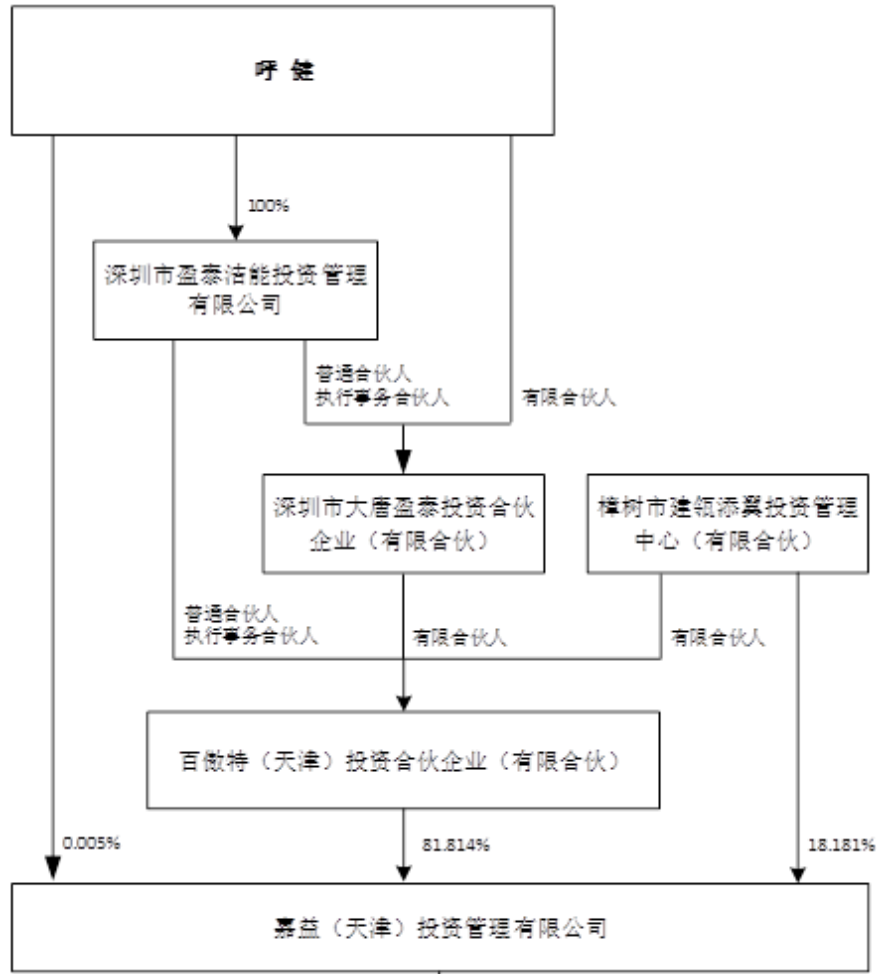 呼 健
100%
深圳市盈泰洁能投资管理
有限公司
普通合伙人
执行事务合伙人
有限合伙人
深圳市大唐盈泰投资合伙
企业（有限合伙）
樟树市建瓴添翼投资管理
中心（有限合伙）
普通合伙人
执行事务合伙人
有限合伙人
有限合伙人
百傲特（天津）投资合伙企业（有限合伙）
0.005%
81.814%
18.181%
嘉益（天津）投资管理有限公司